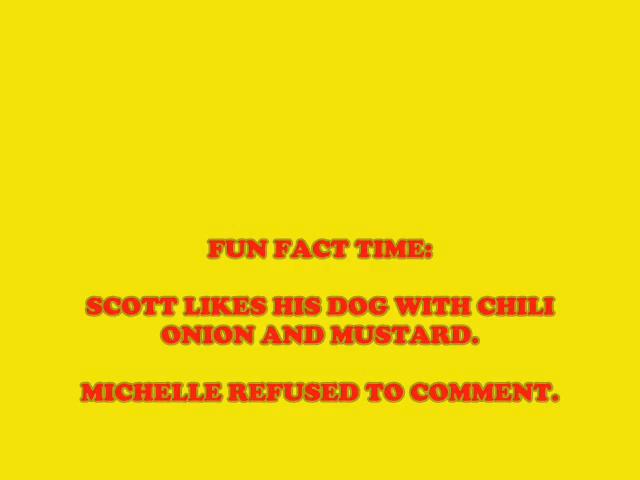 FUN FACT TIME:
SCOTT LIKES HIS DOG WITH CHILI
ONION AND MUSTARD.
MICHELLE REFUSED TO COMMENT.